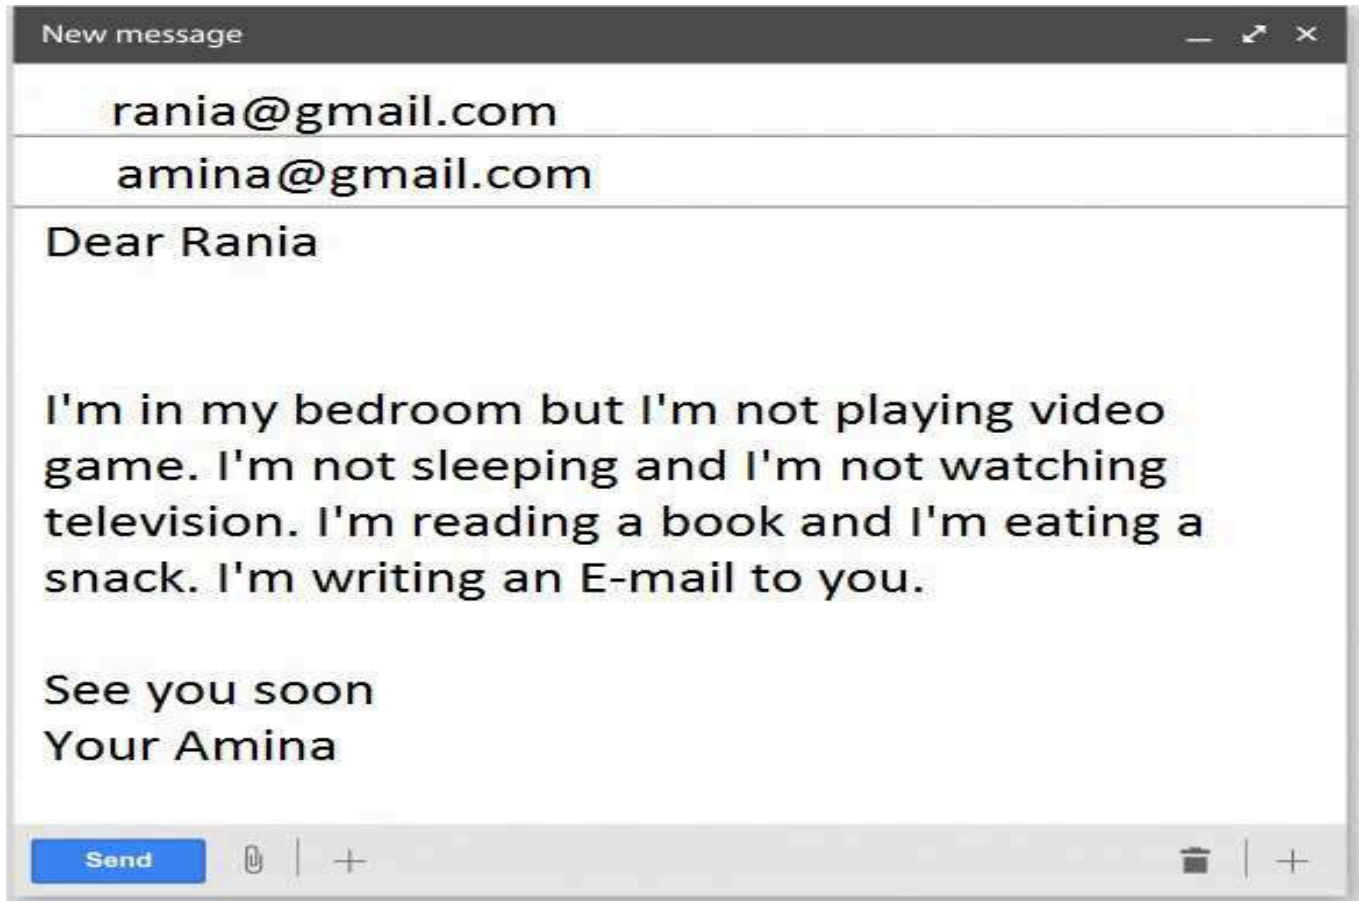 New message
rania@gmail.com
amina@gmail.com
Dear Rania
I'm in my bedroom but I'm not playing video
game. I'm not sleeping and I'm not watching
television. I'm reading a book and I'm eating a
snack. I'm writing an E-mail to you.
See you soon
Your Amina
Send